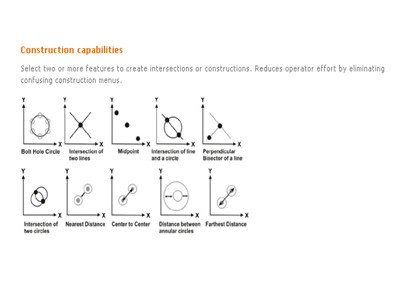 Construction capabilities
Select two or more features to create intersections or constructions. Reduces operator effort by eliminating
confusing construction menus.
Y Y Y Y Y
X X X X X
Bolt Hole Circle Intersection of two lines Midpoint Intersection of line and a circle Perpendicular Bisector of a line
Y Y Y Y Y
X X X X X
Intersection of two circles Nearest Distance Center to Center Distance between annular circles Farthest Distance